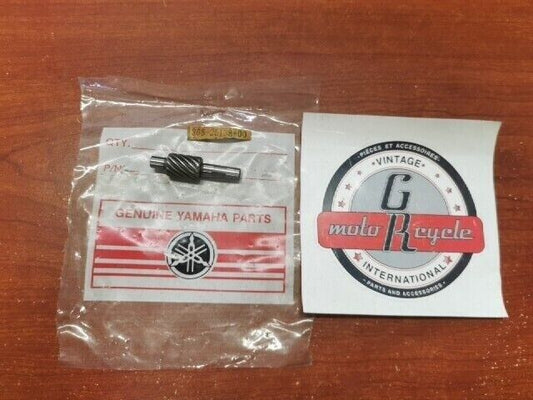 QTY.
P/N
GENUINE YAMAHA PARTS
•PIÈCES ET ACCESSOIRES•
VINTAGE
G
moto K cycle
INTERNATIONAL
•PARTS AND ACCESSORIES•